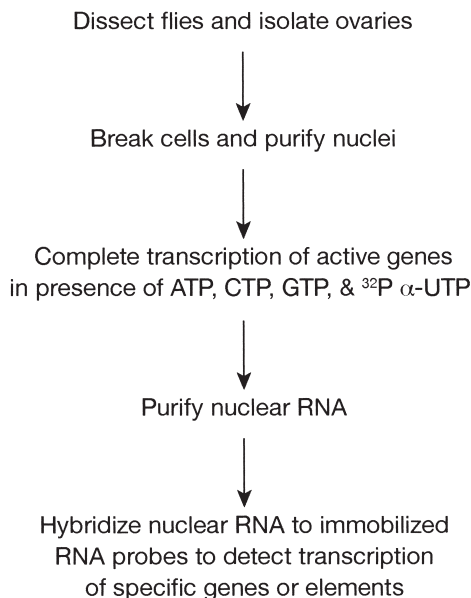 Dissect flies and isolate ovaries
Break cells and purify nuclei
Complete transcription of active genes
in presence of ATP, CTP, GTP, & ³²P α-UTP
Purify nuclear RNA
Hybridize nuclear RNA to immobilized
RNA probes to detect transcription
of specific genes or elements